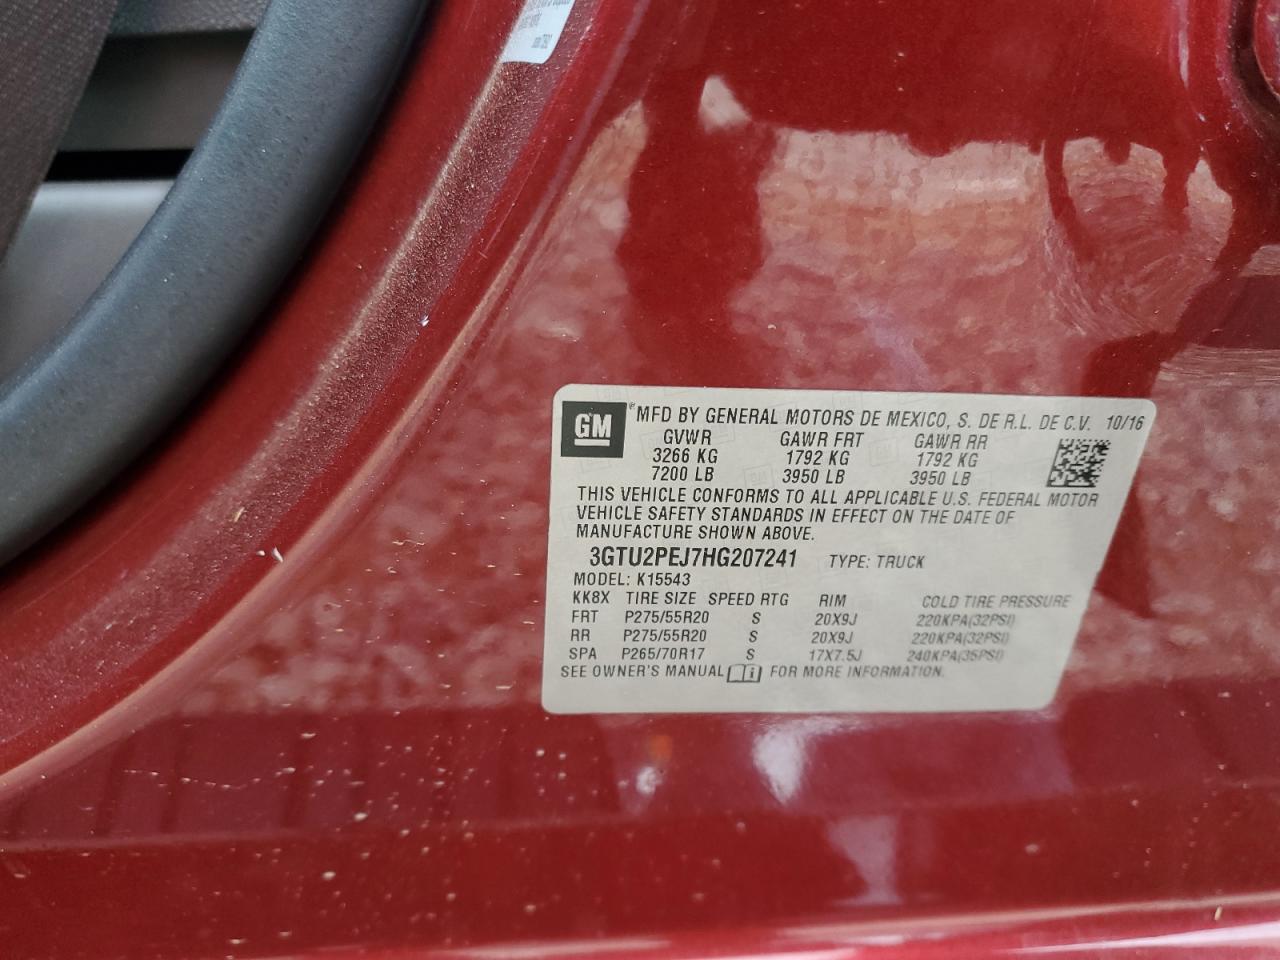 GM
® MFD BY GENERAL MOTORS DE MEXICO, S. DE R.L. DE C.V. 10/16
GVWR GAWR FRT GAWR RR
3266 KG 1792 KG 1792 KG
7200 LB 3950 LB 3950 LB
THIS VEHICLE CONFORMS TO ALL APPLICABLE U.S. FEDERAL MOTOR
VEHICLE SAFETY STANDARDS IN EFFECT ON THE DATE OF
MANUFACTURE SHOWN ABOVE.
3GTU2PEJ7HG207241 TYPE: TRUCK
MODEL: K15543
KK8X TIRE SIZE SPEED RTG RIM COLD TIRE PRESSURE
FRT P275/55R20 S 20X9J 220KPA(32PSI)
RR P275/55R20 S 20X9J 220KPA(32PSI)
SPA P265/70R17 S 17X7.5J 240KPA(35PSI)
SEE OWNER'S MANUAL i FOR MORE INFORMATION.